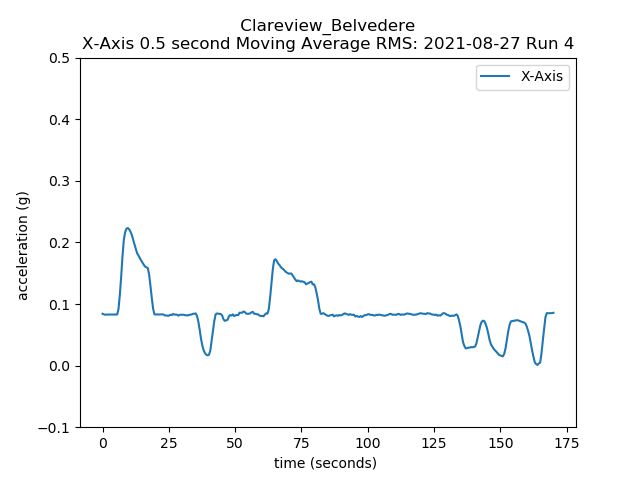 Clareview_Belvedere
X-Axis 0.5 second Moving Average RMS: 2021-08-27 Run 4
X-Axis
0.5
0.4
0.3
0.2
0.1
0.0
−0.1
acceleration (g)
0 25 50 75 100 125 150 175
time (seconds)